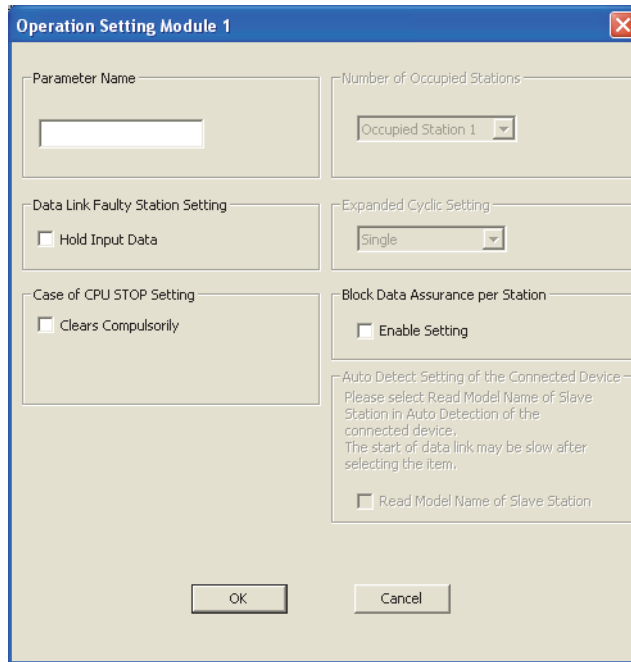 Operation Setting Module 1
Parameter Name
Number of Occupied Stations
Occupied Station 1
Data Link Faulty Station Setting
Hold Input Data
Expanded Cyclic Setting
Single
Case of CPU STOP Setting
Clears Compulsorily
Block Data Assurance per Station
Enable Setting
Auto Detect Setting of the Connected Device
Please select Read Model Name of Slave
Station in Auto Detection of the
connected device.
The start of data link may be slow after
selecting the item.
Read Model Name of Slave Station
OK
Cancel